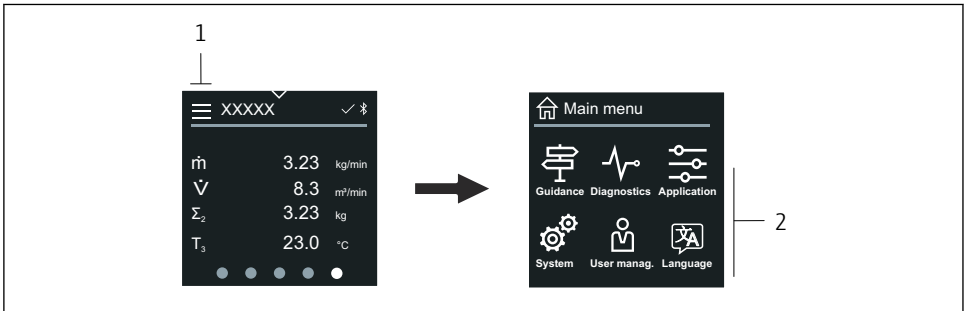 1
XXXXX
ṁ 3.23 kg/min
V̇ 8.3 m³/min
Σ₂ 3.23 kg
T₃ 23.0 °C
Main menu
Guidance Diagnostics Application
System User manag. Language
2